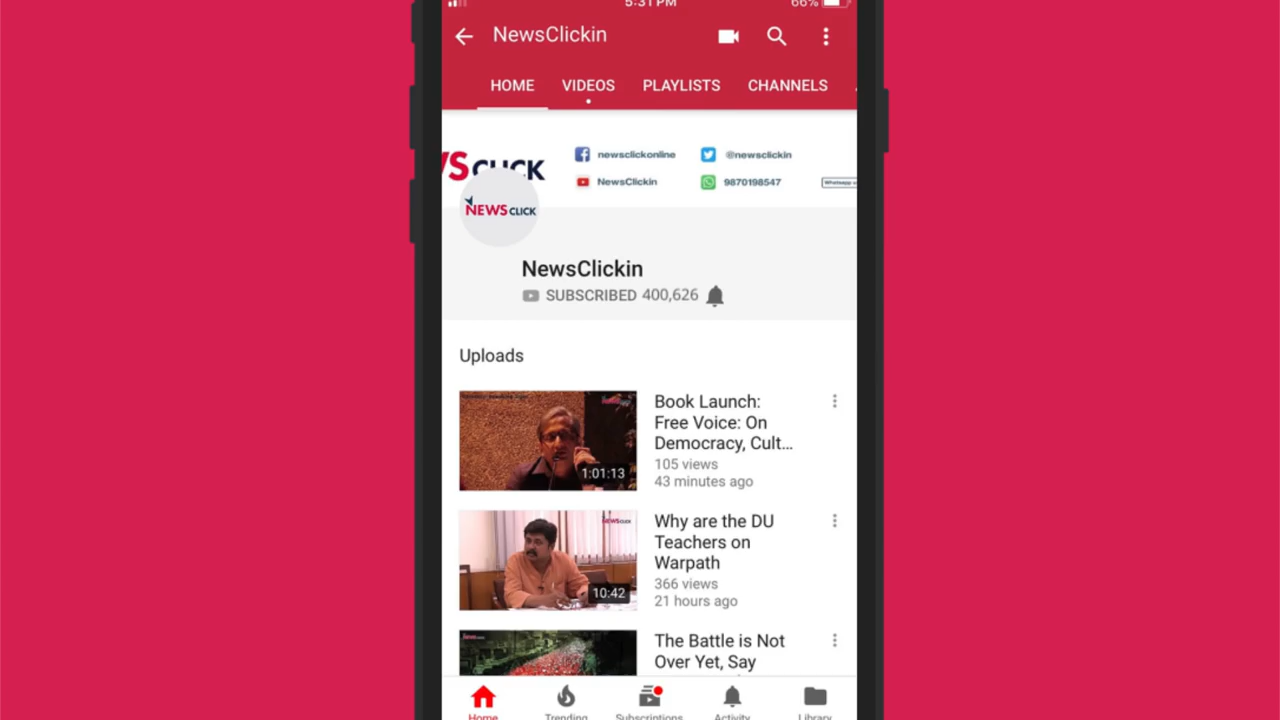 5:31 PM
66%
NewsClickin
HOME VIDEOS PLAYLISTS CHANNELS
newsclickonline @newsclickin
S CLICK
NewsClickin 9870198547
NEWS CLICK
NewsClickin
SUBSCRIBED 400,626
Uploads
Book Launch:
Free Voice: On
Democracy, Cult...
105 views
43 minutes ago
1:01:13
Why are the DU
Teachers on
Warpath
366 views
21 hours ago
NEWSCLICK
10:42
The Battle is Not
Over Yet, Say
Home Trending Subscriptions Activity Library